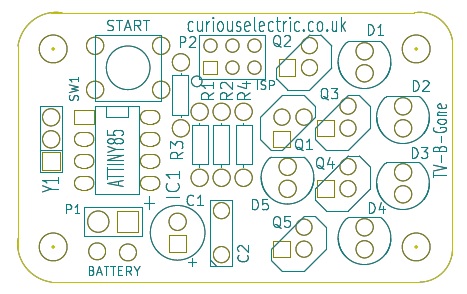 START
curiouselectric.co.uk
P2
Q2
D1
SW1
ISP
R1
R2
R4
Q3
D2
ATTINY85
R3
Q1
TV-B-Gone
Y1
IC1
Q4
D3
P1
+
C1
D5
D4
Q5
C2
+
BATTERY